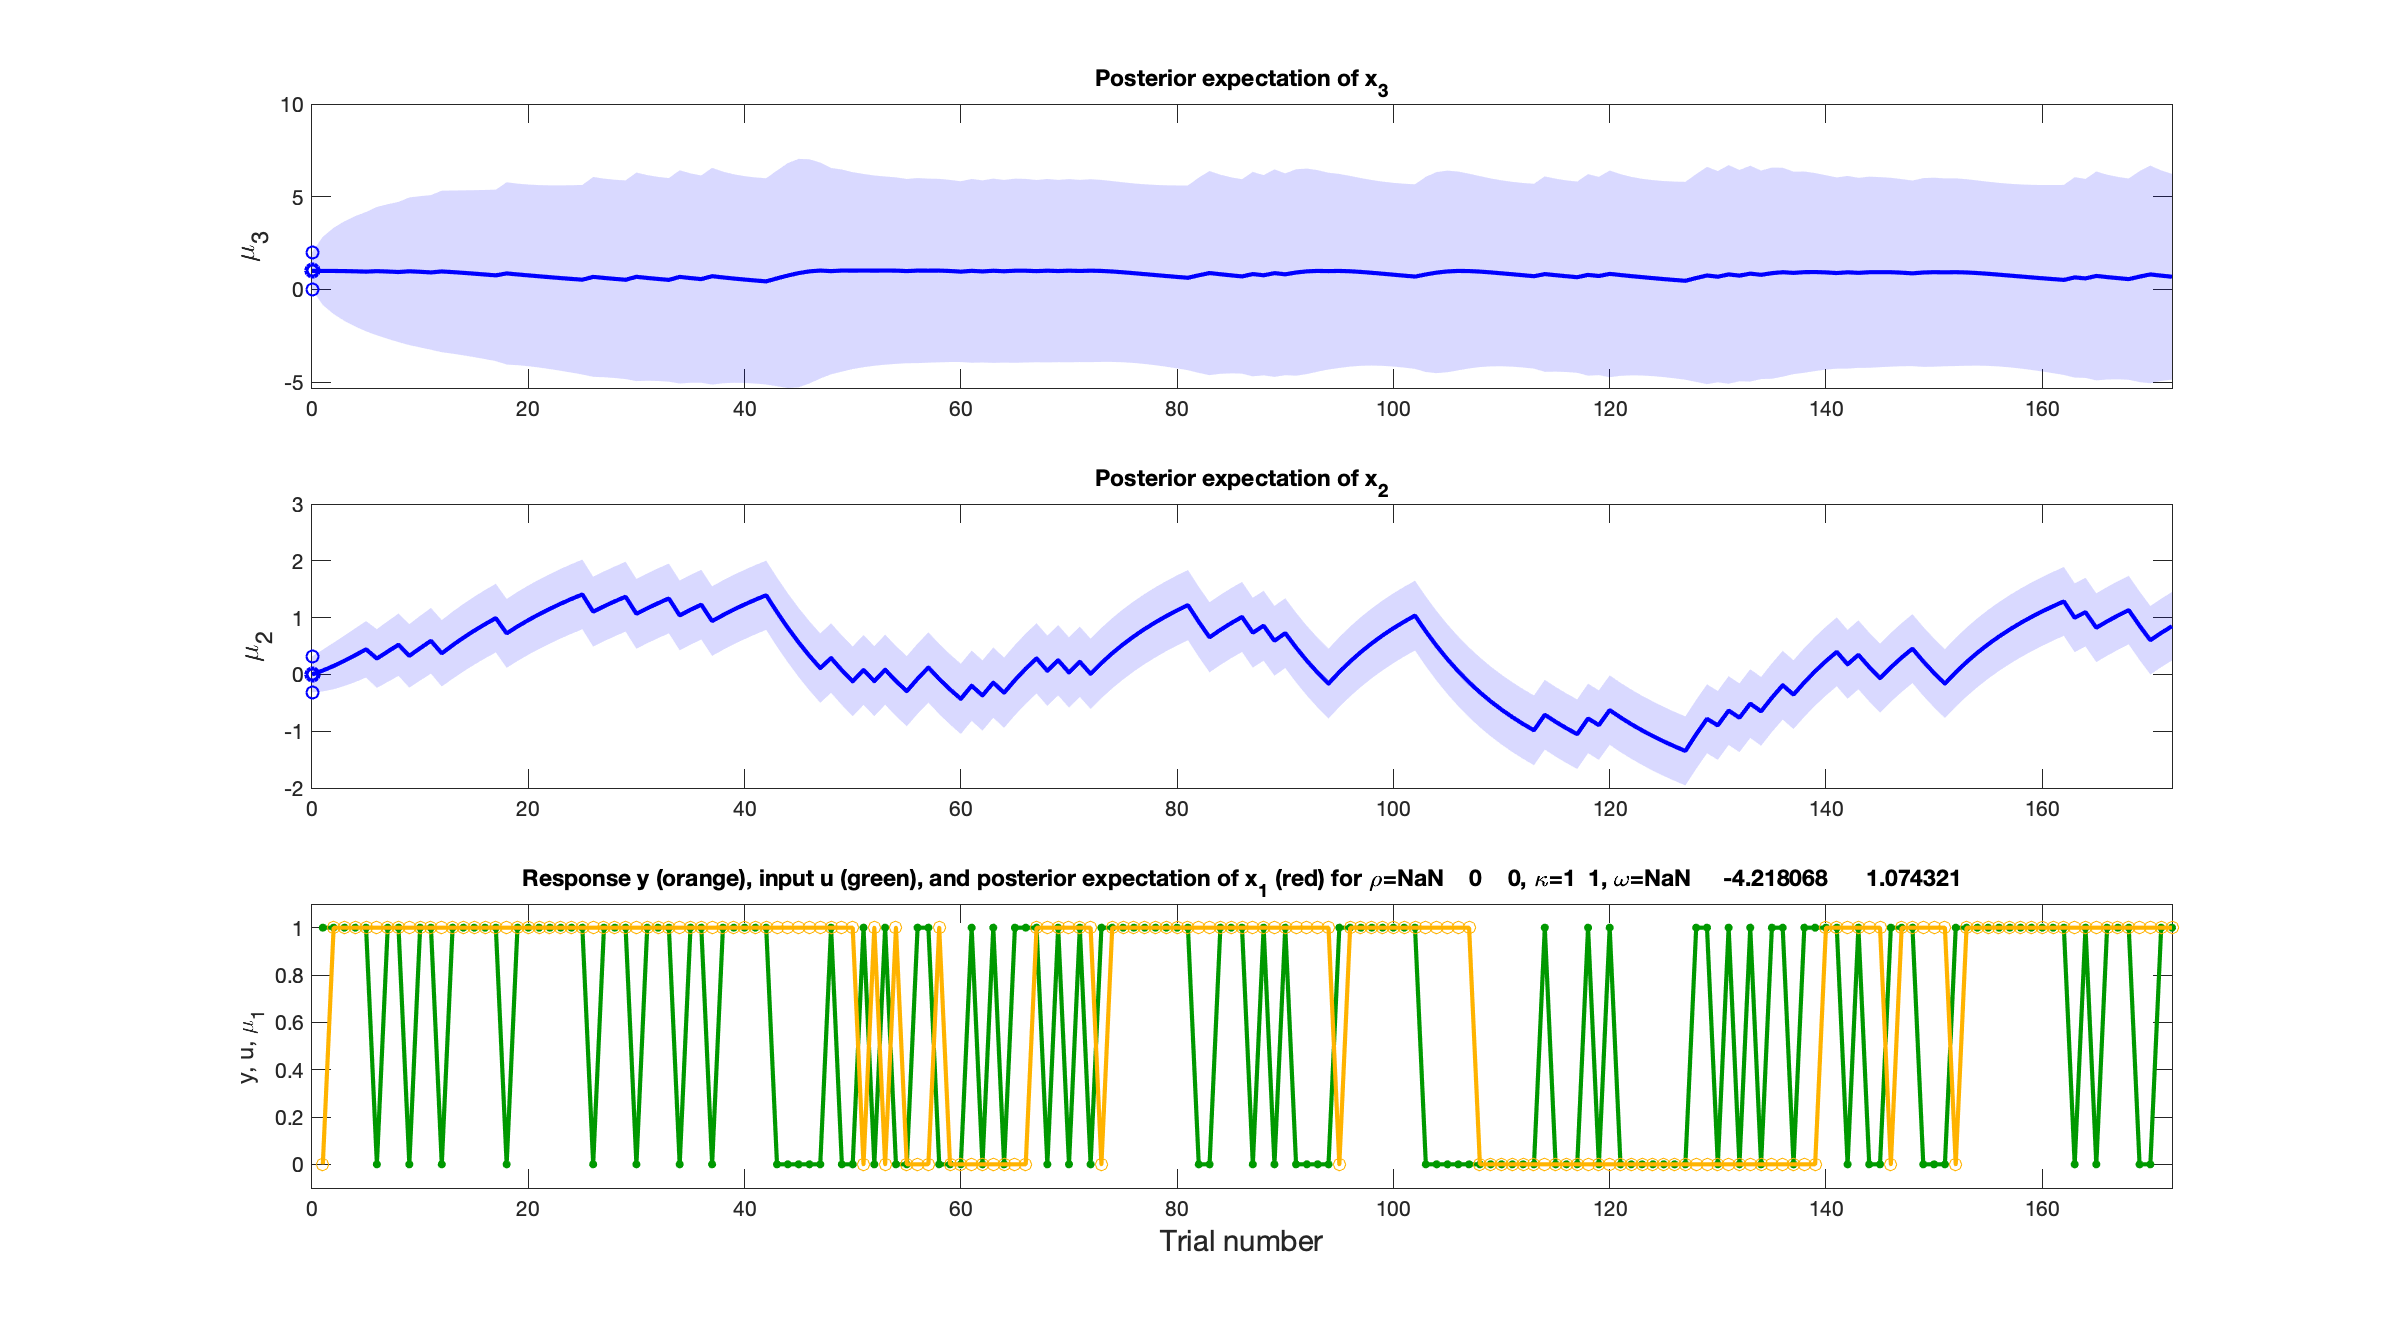 Posterior expectation of x3
10
5
0
-5
μ3
0 20 40 60 80 100 120 140 160
Posterior expectation of x2
3
2
1
0
-1
-2
μ2
0 20 40 60 80 100 120 140 160
Response y (orange), input u (green), and posterior expectation of x1 (red) for ρ=NaN 0 0, κ=1 1, ω=NaN -4.218068 1.074321
1
0.8
0.6
0.4
0.2
0
y, u, μ1
0 20 40 60 80 100 120 140 160
Trial number